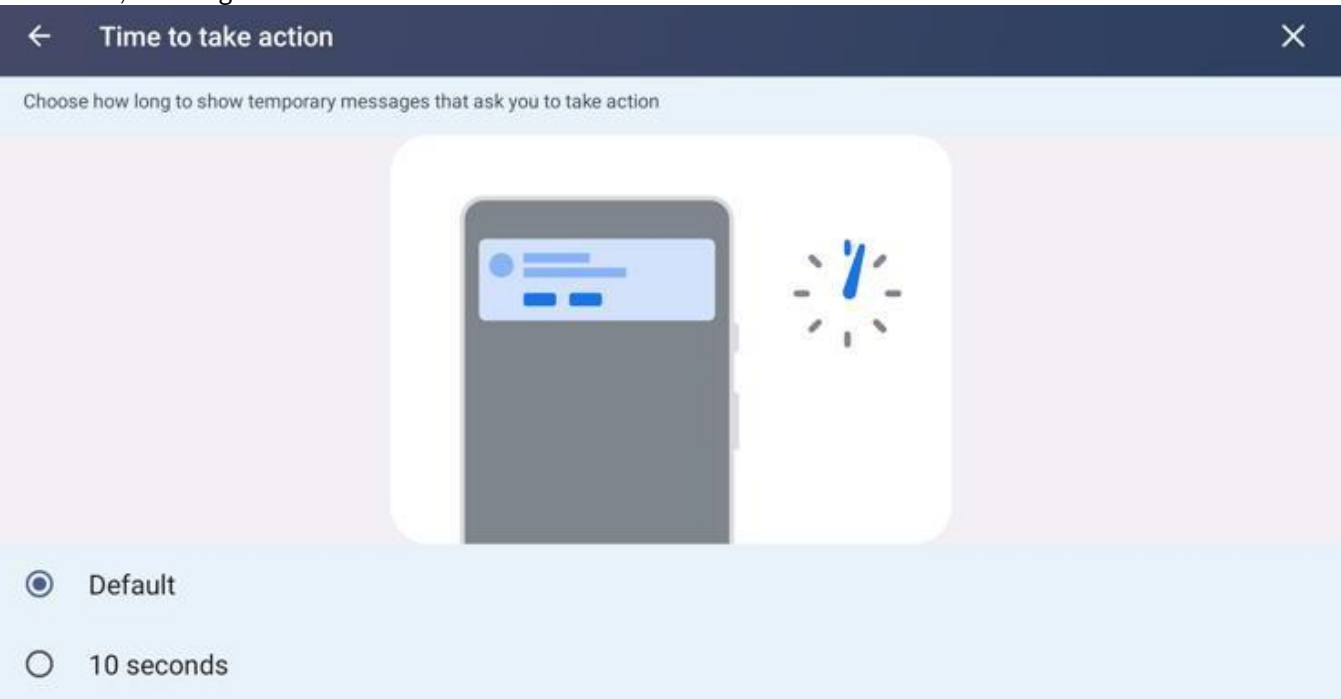 Time to take action
Choose how long to show temporary messages that ask you to take action
Default
10 seconds